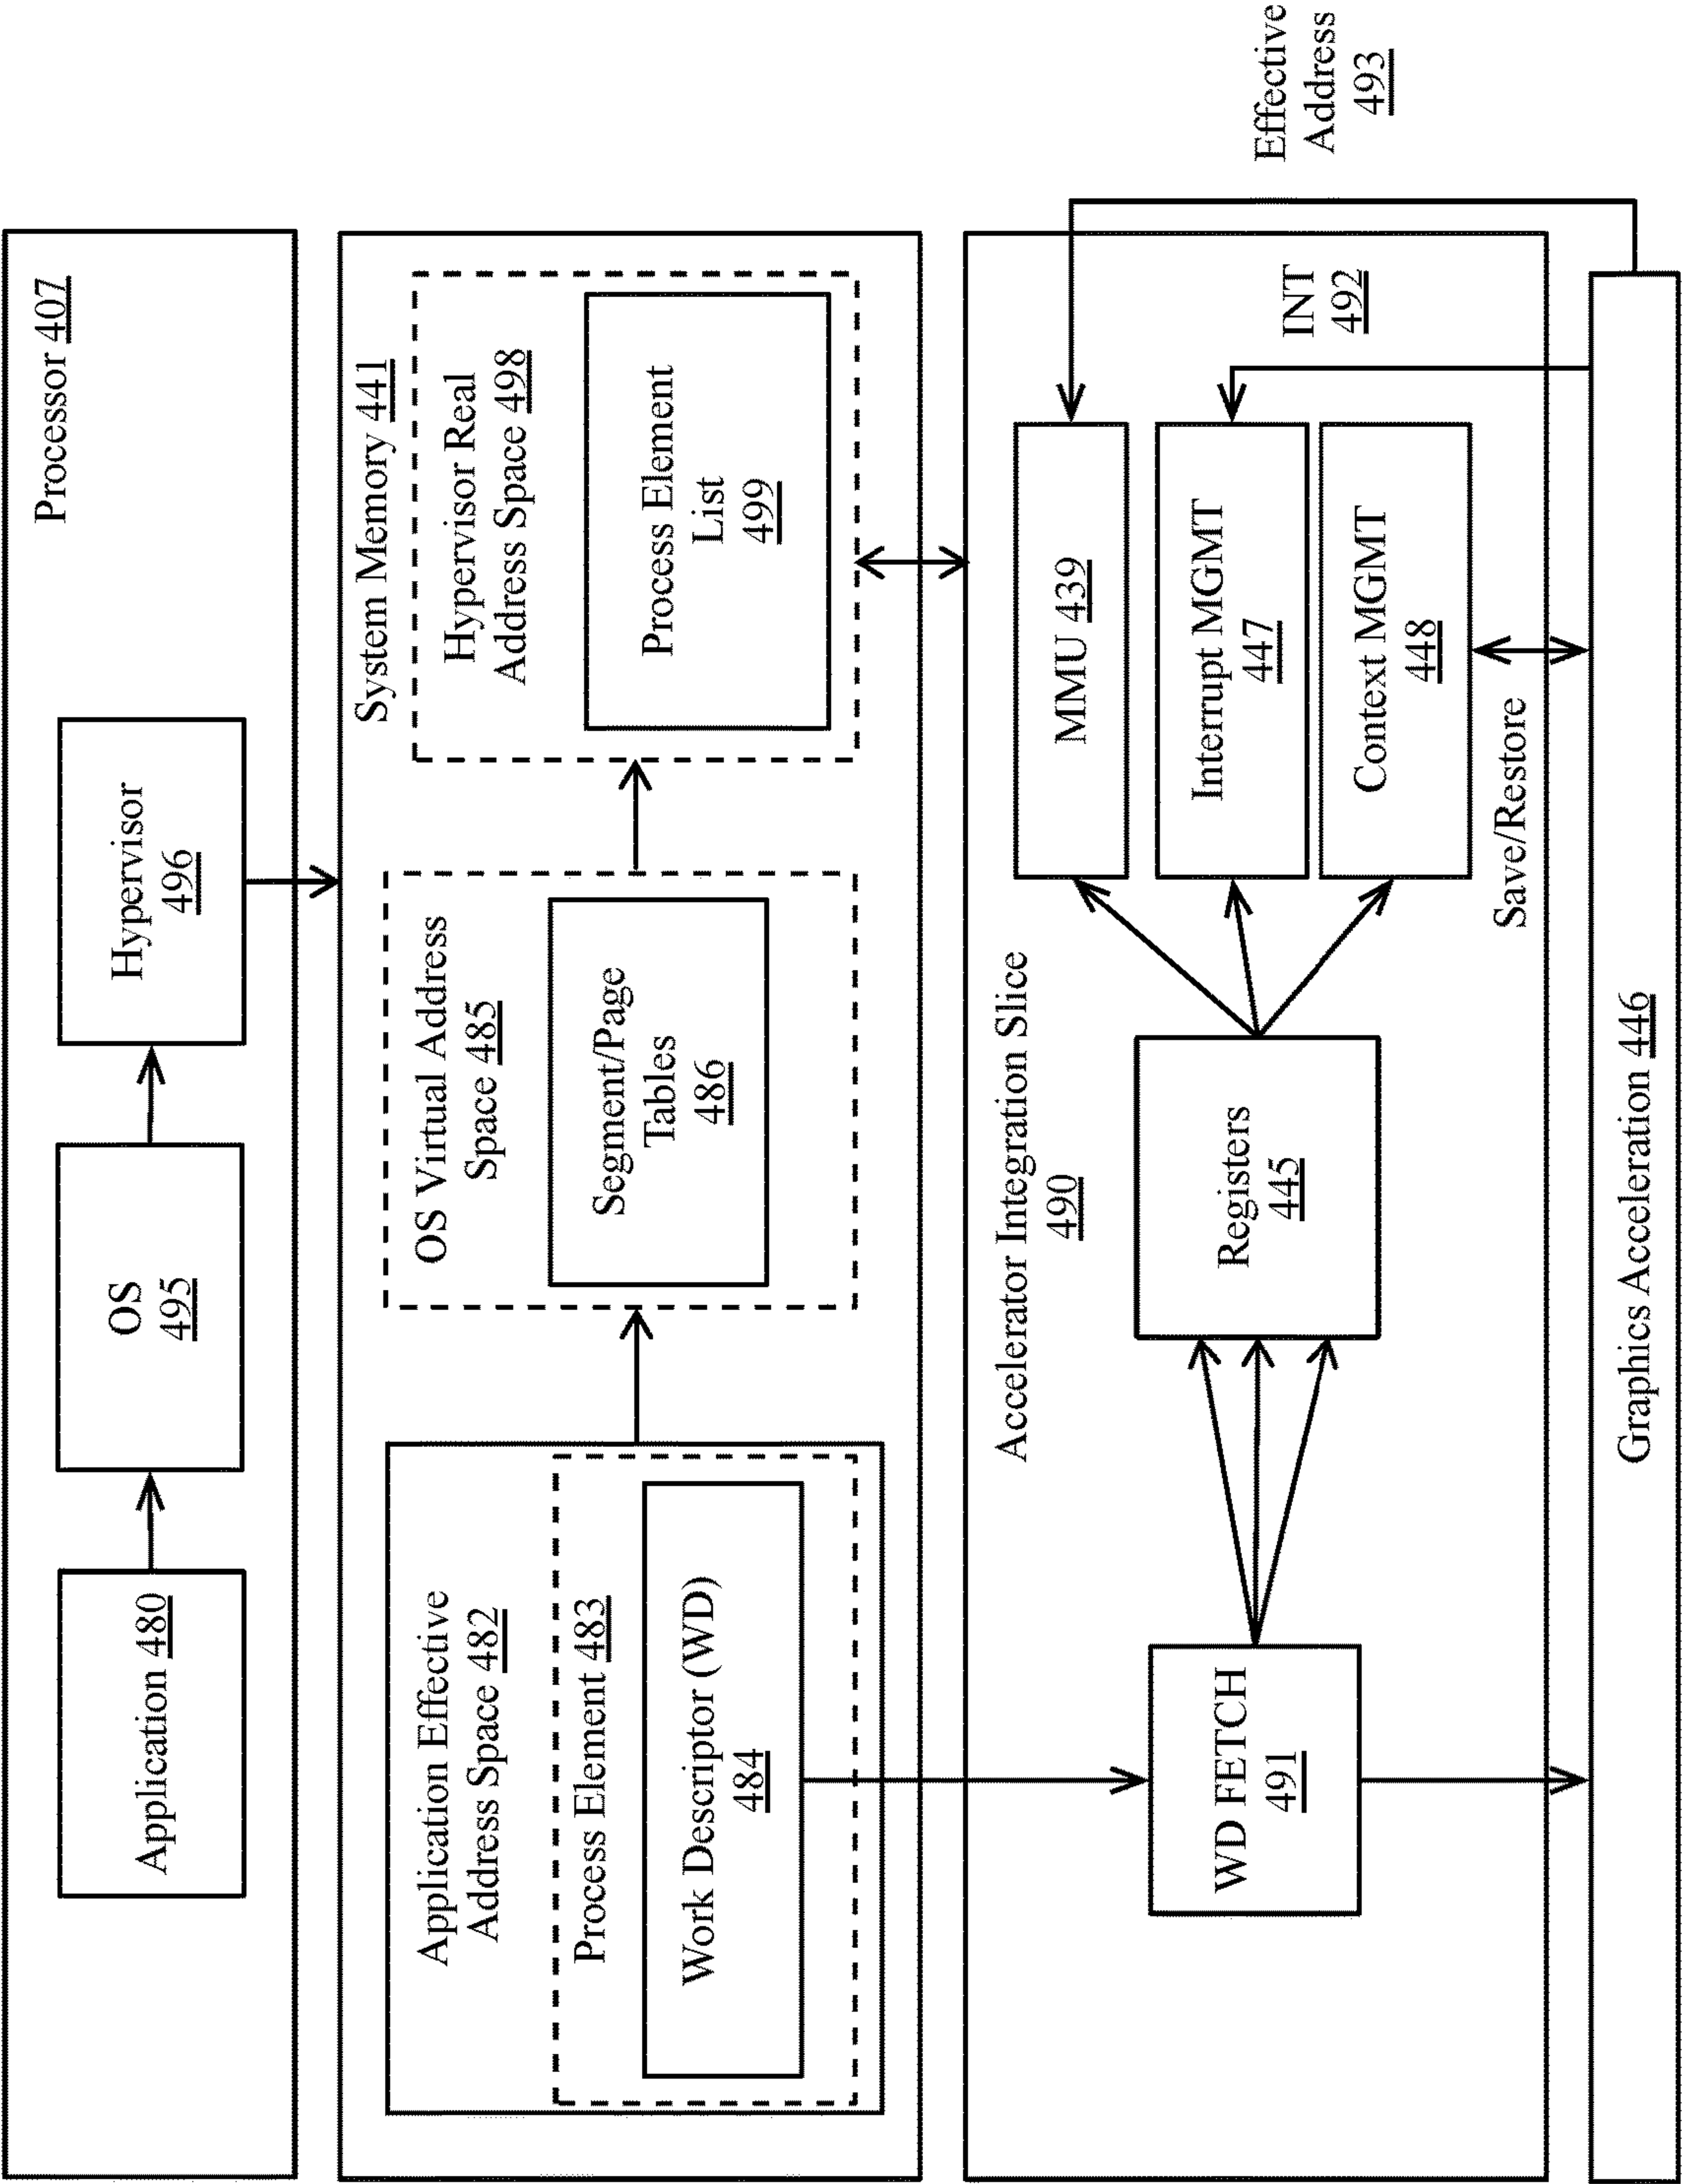 Processor 407
Application 480
OS
495
Hypervisor
496
System Memory 441
Application Effective
Address Space 482
Process Element 483
Work Descriptor (WD)
484
OS Virtual Address
Space 485
Segment/Page
Tables
486
Hypervisor Real
Address Space 498
Process Element
List
499
Accelerator Integration Slice
490
WD FETCH
491
Registers
445
MMU 439
Interrupt MGMT
447
Context MGMT
448
Save/Restore
INT
492
Effective
Address
493
Graphics Acceleration 446